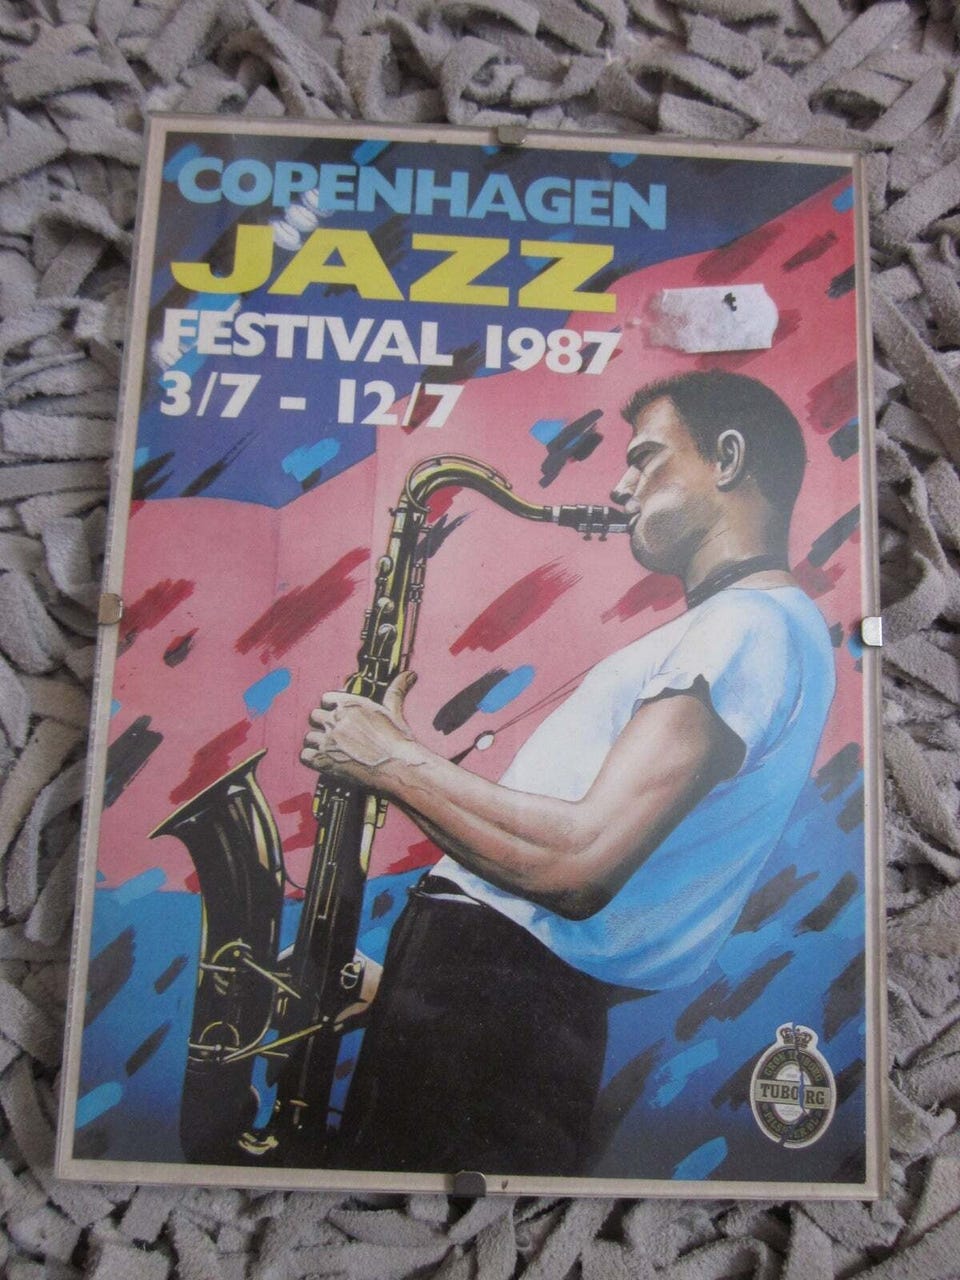 COPENHAGEN
JAZZ
FESTIVAL 1987
3/7 - 12/7
TUBORG